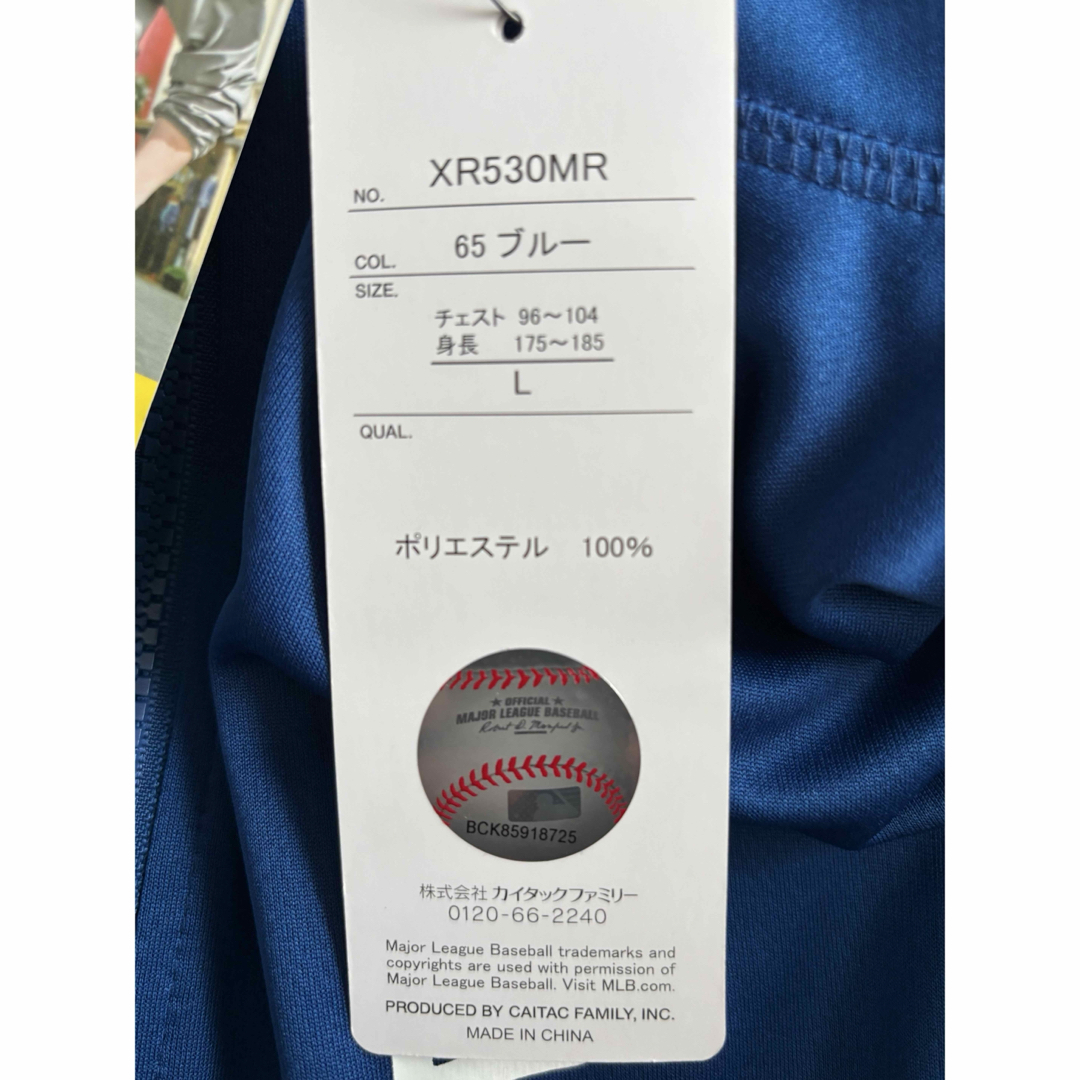 XR530MR
NO.
65 ブルー
COL.
SIZE.
チェスト 96～104
身長 175～185
L
QUAL.
ポリエステル 100%
★ OFFICIAL ★
MAJOR LEAGUE BASEBALL
BCK85918725
株式会社 カイタックファミリー
0120-66-2240
Major League Baseball trademarks and
copyrights are used with permission of
Major League Baseball. Visit MLB.com.
PRODUCED BY CAITAC FAMILY, INC.
MADE IN CHINA